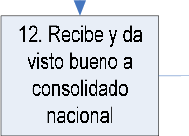 12. Recibe y da
visto bueno a
consolidado
nacional